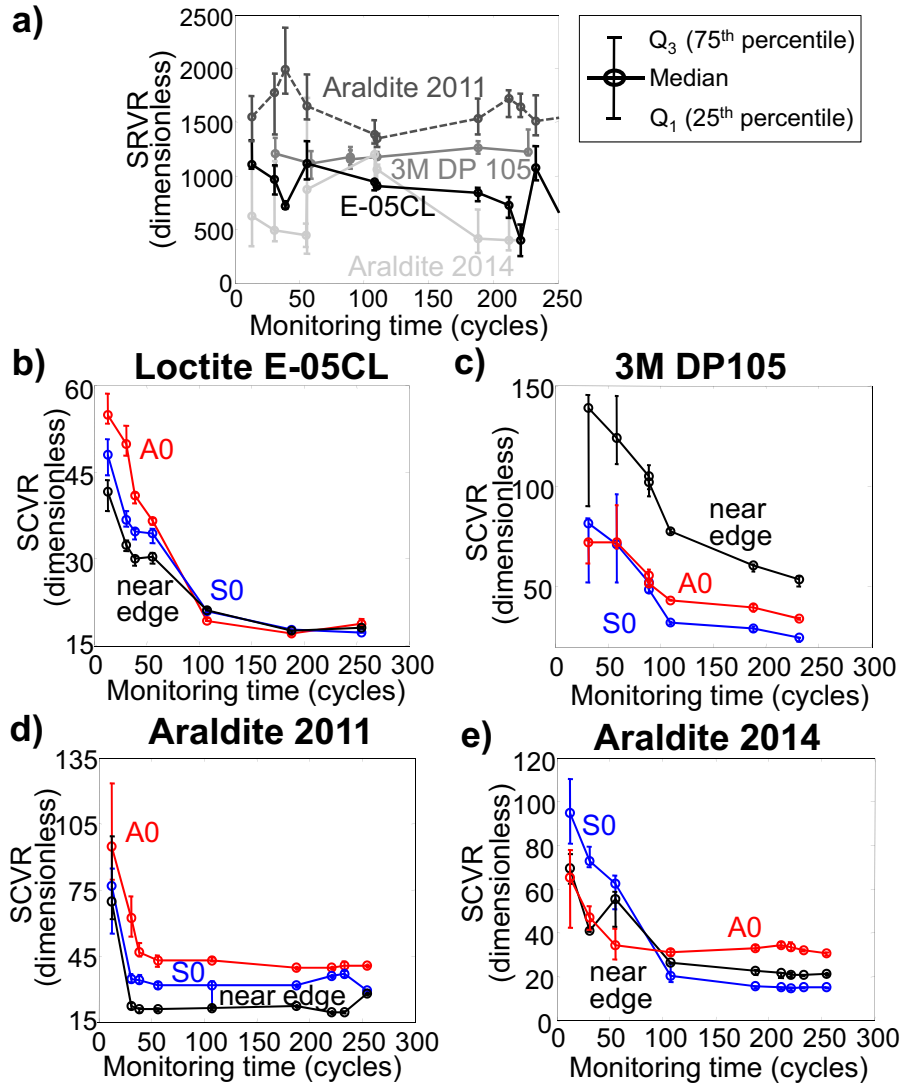 a)
SRVR
(dimensionless)
2500
2000
1500
1000
500
0
Araldite 2011
3M DP 105
E-05CL
Araldite 2014
0 50 100 150 200 250
Monitoring time (cycles)
Q3 (75th percentile)
Median
Q1 (25th percentile)
b)
Loctite E-05CL
SCVR
(dimensionless)
60
45
30
15
A0
S0
near
edge
0 50 100 150 200 250 300
Monitoring time (cycles)
c)
3M DP105
SCVR
(dimensionless)
150
100
50
near
edge
A0
S0
0 50 100 150 200 250 300
Monitoring time (cycles)
d)
Araldite 2011
SCVR
(dimensionless)
135
105
75
45
15
A0
S0
near edge
0 50 100 150 200 250 300
Monitoring time (cycles)
e)
Araldite 2014
SCVR
(dimensionless)
120
100
80
60
40
20
0
S0
A0
near
edge
0 50 100 150 200 250 300
Monitoring time (cycles)